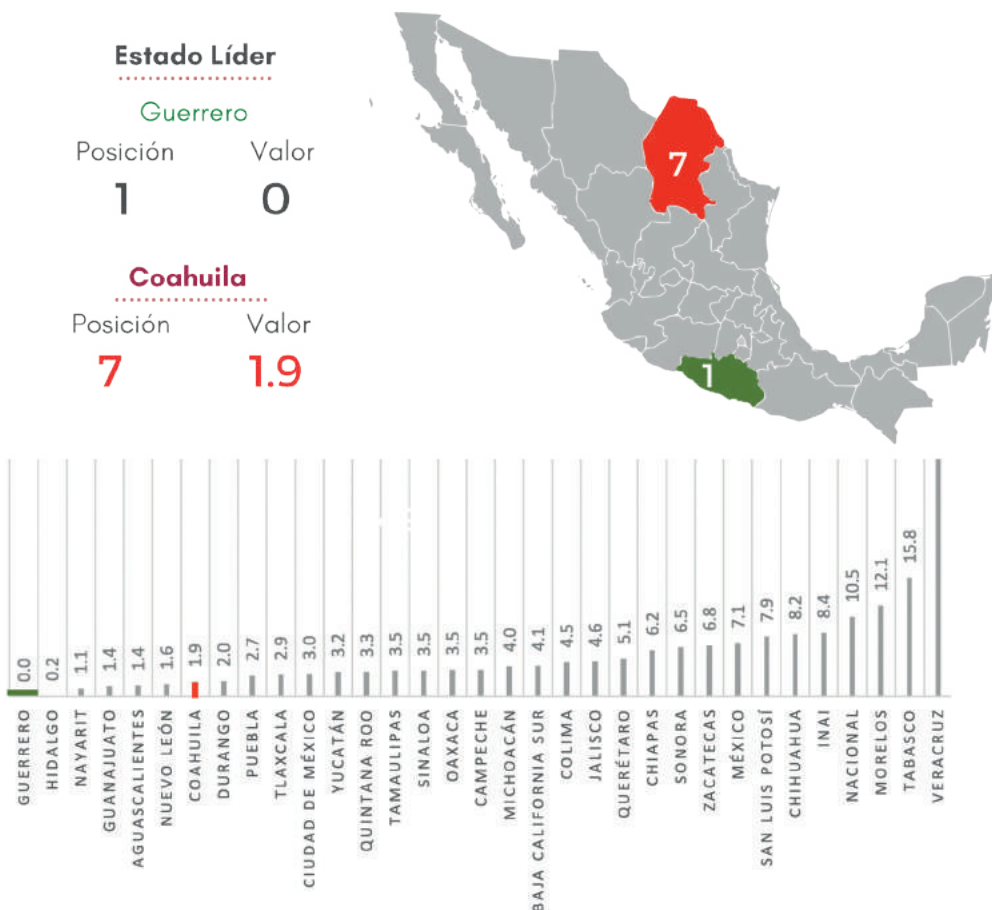 Estado Líder
Guerrero
Posición Valor
1 0
Coahuila
Posición Valor
7 1.9
7
1
0.0
0.2
1.1
1.4
1.4
1.6
1.9
2.0
2.7
2.9
3.0
3.2
3.3
3.5
3.5
3.5
3.5
4.0
4.1
4.5
4.6
5.1
6.2
6.5
6.8
7.1
7.9
8.2
8.4
10.5
12.1
15.8
GUERRERO
HIDALGO
NAYARIT
GUANAJUATO
AGUASCALIENTES
NUEVO LEÓN
COAHUILA
DURANGO
PUEBLA
TLAXCALA
CIUDAD DE MÉXICO
YUCATÁN
QUINTANA ROO
TAMAULIPAS
SINALOA
OAXACA
CAMPECHE
MICHOACÁN
BAJA CALIFORNIA SUR
COLIMA
JALISCO
QUERÉTARO
CHIAPAS
SONORA
ZACATECAS
MÉXICO
SAN LUIS POTOSÍ
CHIHUAHUA
INAI
NACIONAL
MORELOS
TABASCO
VERACRUZ